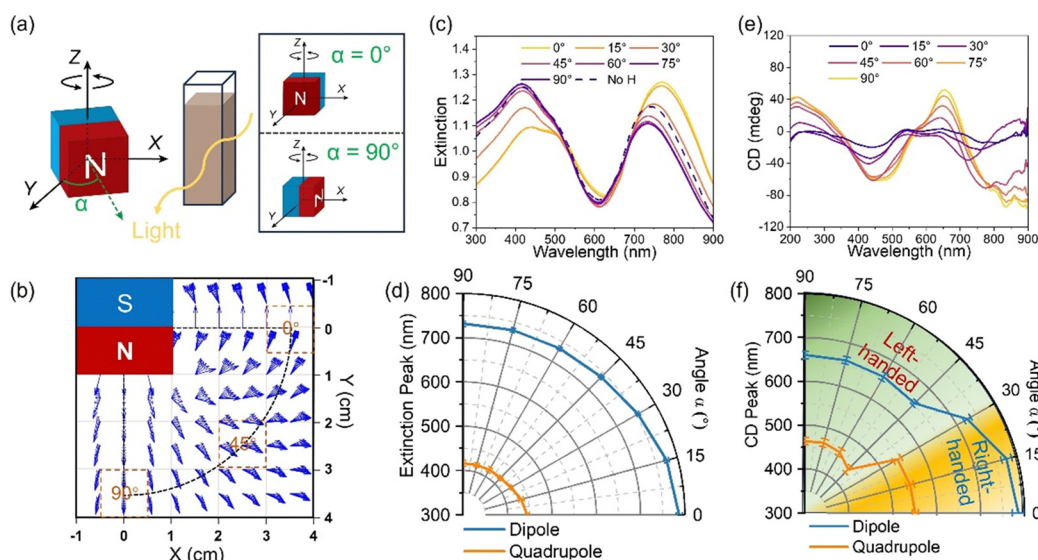 (a)
Z
X
Y
N
α
Light
α = 0°
Z
N
X
Y
α = 90°
Z
N
X
Y
(b)
S
N
0°
45°
90°
-1
0
1
2
3
4
Y (cm)
-1 0 1 2 3 4
X (cm)
(c)
1.4
1.3
1.2
1.1
1.0
0.9
0.8
0.7
Extinction
0° 15° 30°
45° 60° 75°
90° No H
300 400 500 600 700 800 900
Wavelength (nm)
(d)
90
75
60
45
30
15
0
Angle α (°)
800
700
600
500
400
300
Extinction Peak (nm)
Dipole
Quadrupole
(e)
120
80
40
0
-40
-80
-120
CD (mdeg)
0° 15° 30°
45° 60° 75°
90°
200 300 400 500 600 700 800 900
Wavelength (nm)
(f)
90
75
60
45
30
15
0
Angle α (°)
800
700
600
500
400
300
CD Peak (nm)
Left-
handed
Right-
handed
Dipole
Quadrupole